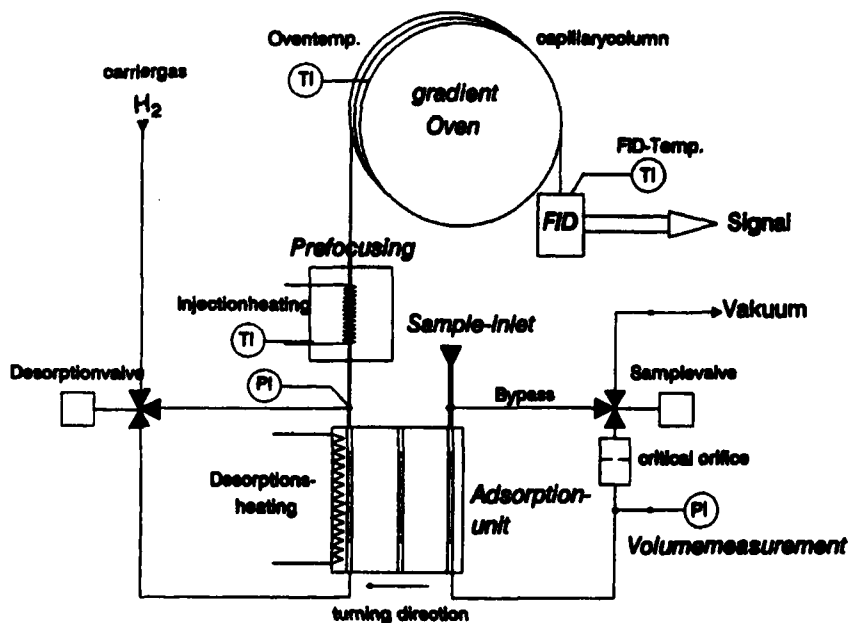 Oventemp.
capillarycolumn
carriergas
H2
TI
gradient
Oven
FID-Temp.
TI
FID
Signal
Prefocusing
Injectionheating
TI
Sample-inlet
Vakuum
Desorptionvalve
PI
Bypass
Samplevalve
Desorptions-
heating
Adsorption-
unit
critical orifice
PI
Volumemeasurement
turning direction